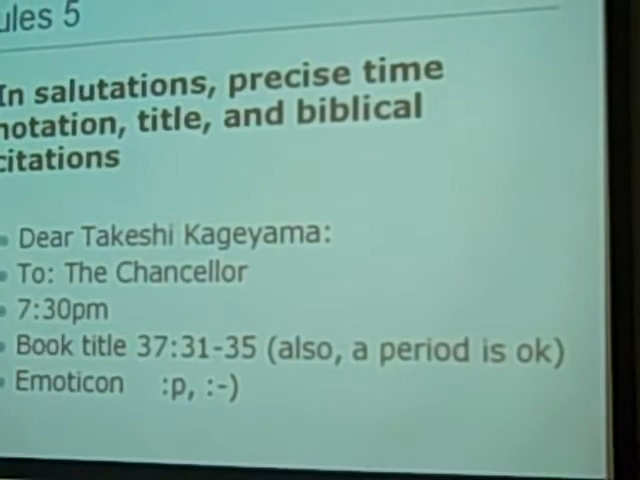 ules 5
In salutations, precise time
notation, title, and biblical
citations
Dear Takeshi Kageyama:
To: The Chancellor
7:30pm
Book title 37:31-35 (also, a period is ok)
Emoticon :p, :-)